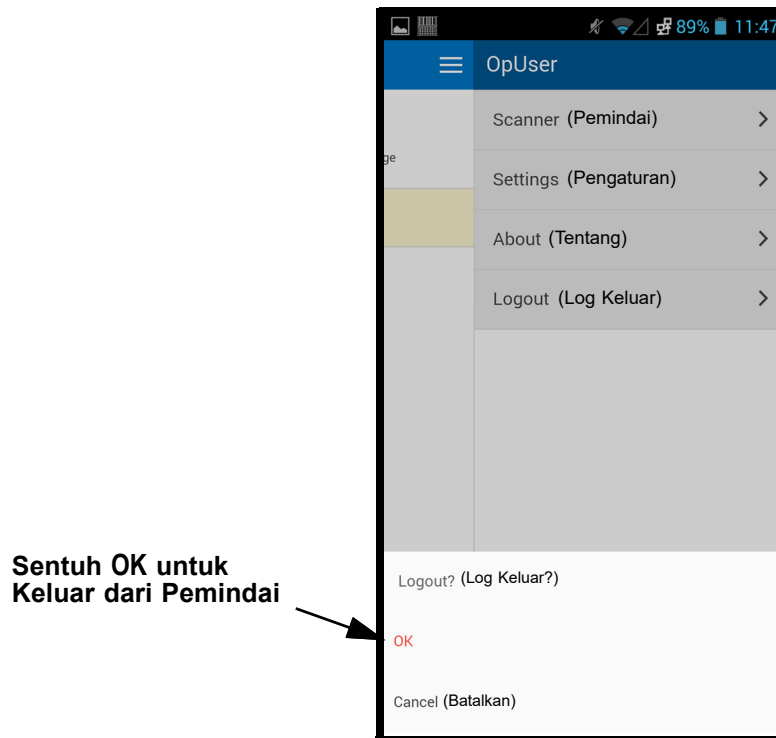 89% 11:47
OpUser
Scanner (Pemindai)
ge
Settings (Pengaturan)
About (Tentang)
Logout (Log Keluar)
Sentuh OK untuk
Keluar dari Pemindai
Logout? (Log Keluar?)
OK
Cancel (Batalkan)